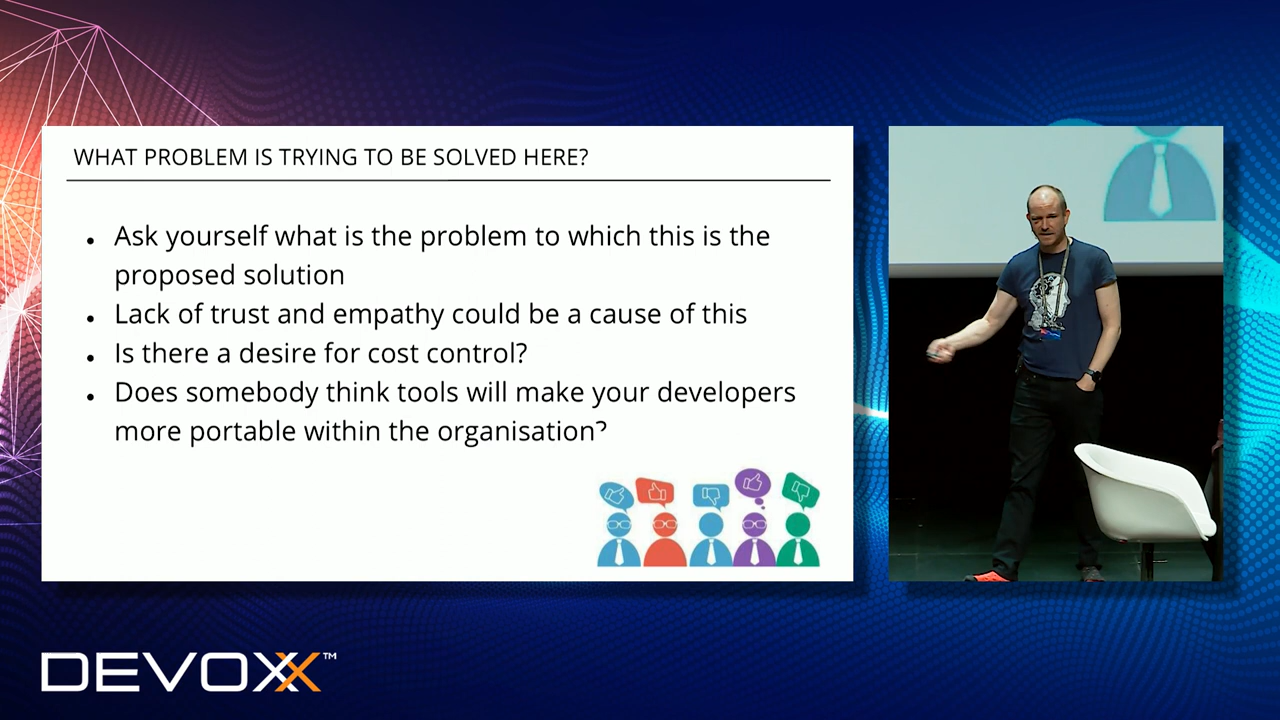 WHAT PROBLEM IS TRYING TO BE SOLVED HERE?
Ask yourself what is the problem to which this is the
proposed solution
Lack of trust and empathy could be a cause of this
Is there a desire for cost control?
Does somebody think tools will make your developers
more portable within the organisation?
DEVOXX™